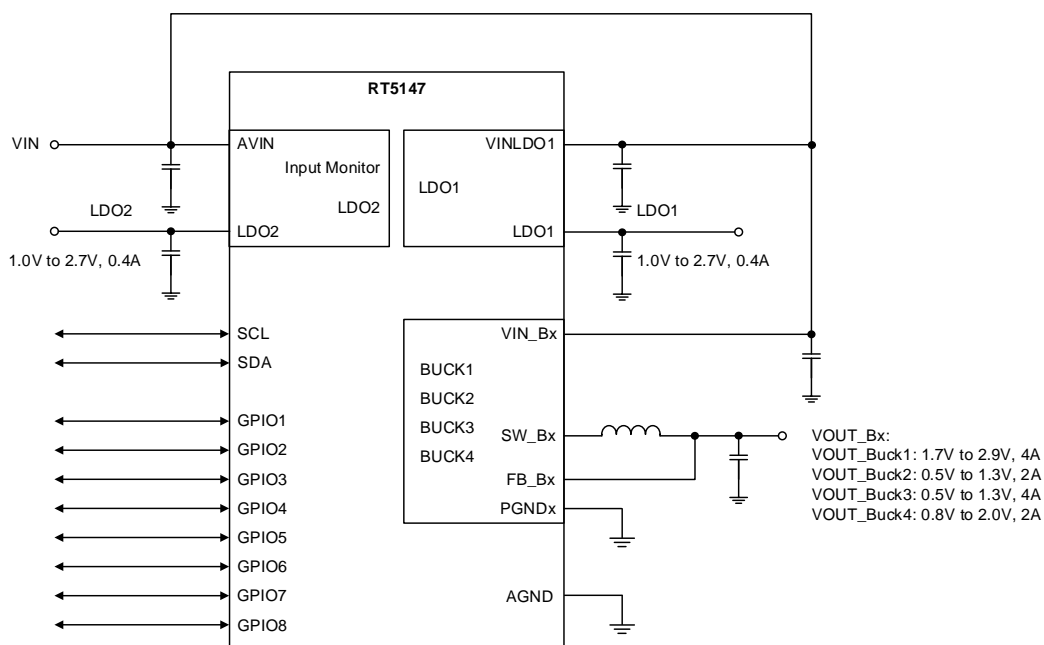 RT5147
VIN
AVIN
Input Monitor
LDO2
LDO2
LDO2
1.0V to 2.7V, 0.4A
VINLDO1
LDO1
LDO1
LDO1
1.0V to 2.7V, 0.4A
SCL
SDA
GPIO1
GPIO2
GPIO3
GPIO4
GPIO5
GPIO6
GPIO7
GPIO8
VIN_Bx
BUCK1
BUCK2
BUCK3
BUCK4
SW_Bx
FB_Bx
PGNDx
AGND
VOUT_Bx:
VOUT_Buck1: 1.7V to 2.9V, 4A
VOUT_Buck2: 0.5V to 1.3V, 2A
VOUT_Buck3: 0.5V to 1.3V, 4A
VOUT_Buck4: 0.8V to 2.0V, 2A